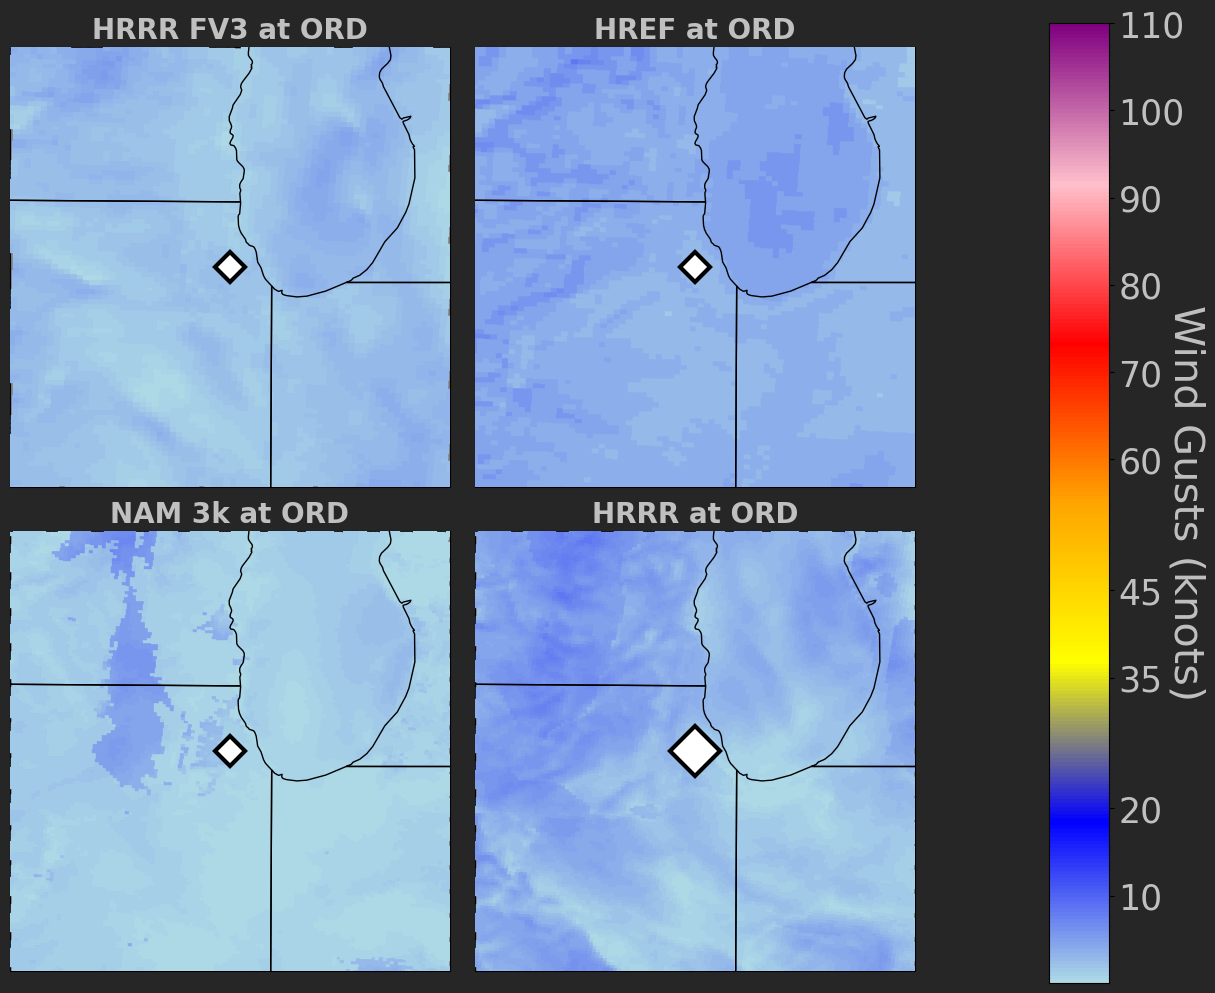 HRRR FV3 at ORD
HREF at ORD
NAM 3k at ORD
HRRR at ORD
110
100
90
80
70
60
45
35
20
10
Wind Gusts (knots)